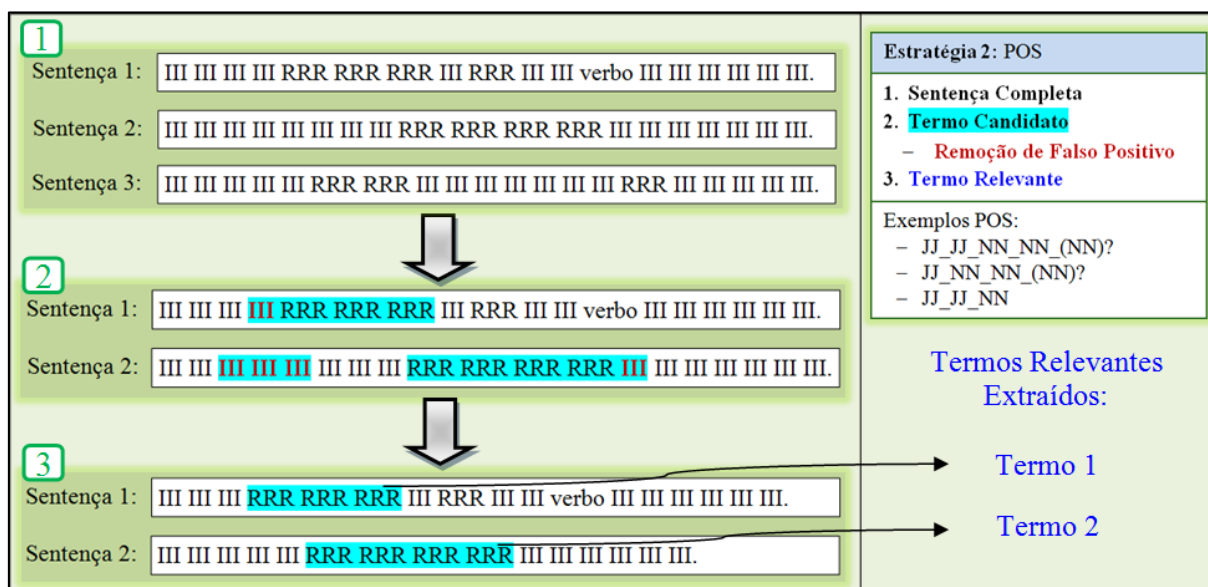 1
Sentença 1: III III III III RRR RRR RRR III RRR III III verbo III III III III III III.
Sentença 2: III III III III III III III III RRR RRR RRR RRR III III III III III III III.
Sentença 3: III III III III III RRR RRR III III III III III III III RRR III III III III III.
2
Sentença 1: III III III III RRR RRR RRR III RRR III III verbo III III III III III III.
Sentença 2: III III III III III III III III RRR RRR RRR RRR III III III III III III III.
3
Sentença 1: III III III RRR RRR RRR III RRR III III verbo III III III III III III.
Sentença 2: III III III III III RRR RRR RRR RRR III III III III III III.
Estratégia 2: POS
1. Sentença Completa
2. Termo Candidato
– Remoção de Falso Positivo
3. Termo Relevante
Exemplos POS:
– JJ_JJ_NN_NN_(NN)?
– JJ_NN_NN_(NN)?
– JJ_JJ_NN
Termos Relevantes
Extraídos:
Termo 1
Termo 2